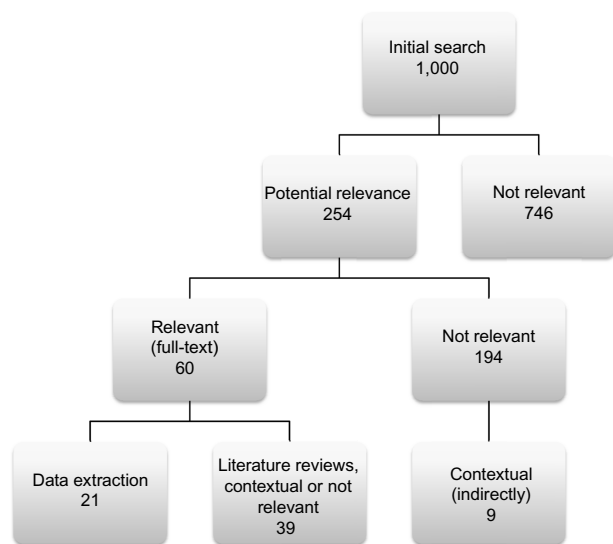 Initial search
1,000
Potential relevance
254
Not relevant
746
Relevant
(full-text)
60
Not relevant
194
Data extraction
21
Literature reviews,
contextual or not
relevant
39
Contextual
(indirectly)
9